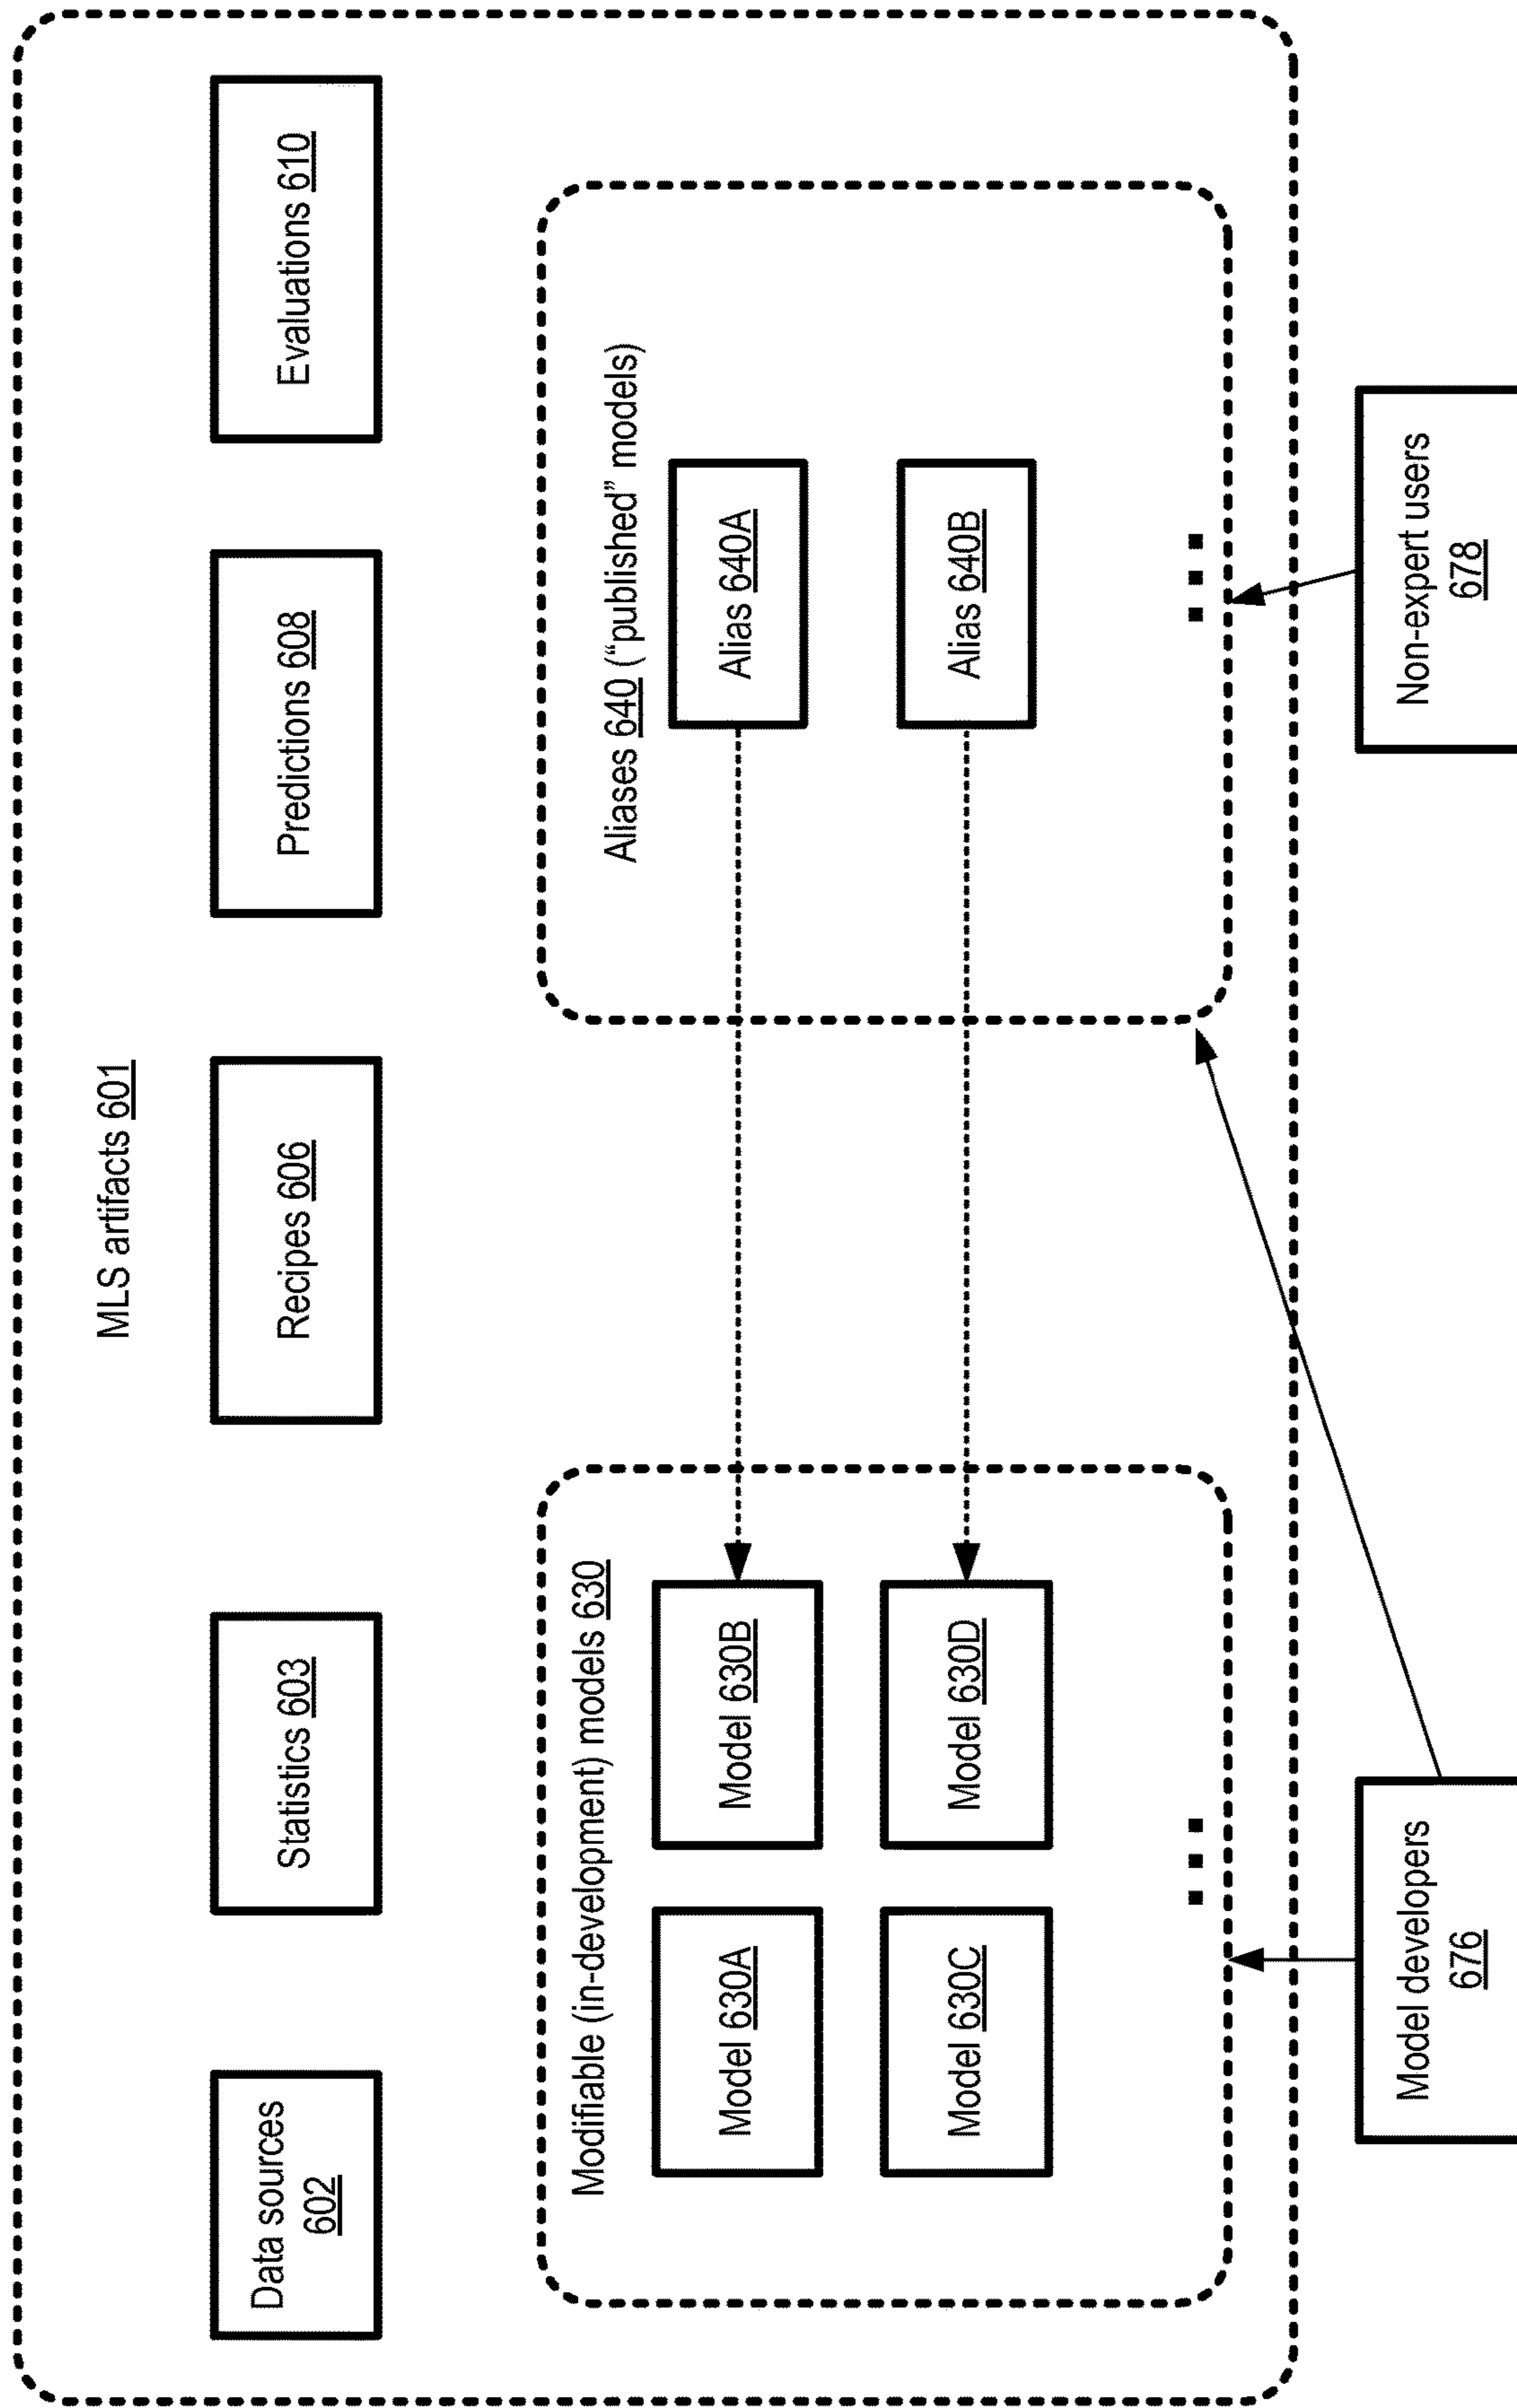 MLS artifacts 601
Data sources
602
Statistics 603
Recipes 606
Predictions 608
Evaluations 610
Modifiable (in-development) models 630
Model 630A
Model 630B
Model 630C
Model 630D
Aliases 640 (“published” models)
Alias 640A
Alias 640B
Model developers
676
Non-expert users
678